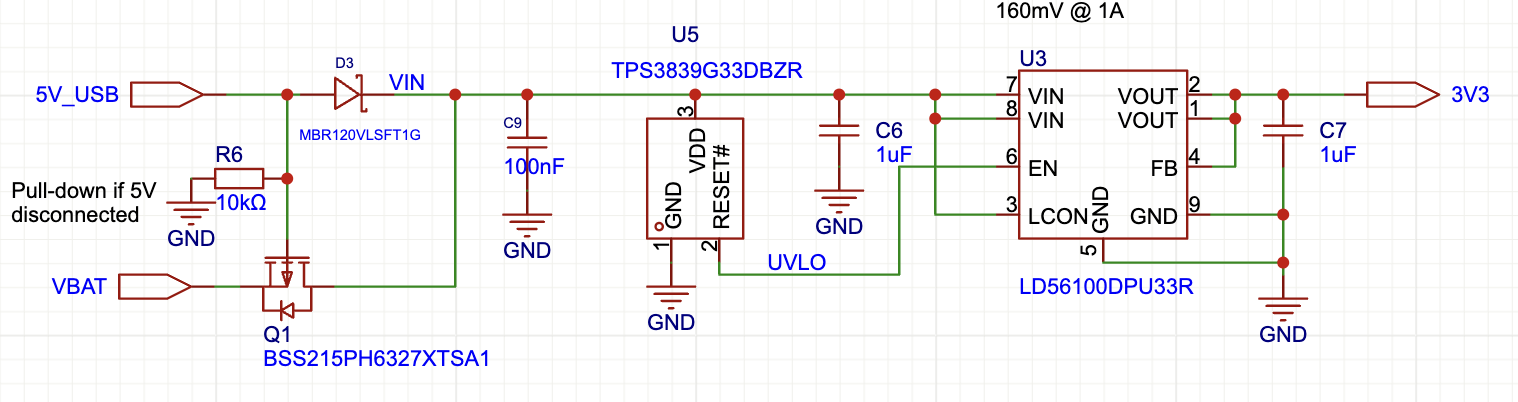 160mV @ 1A
U5
TPS3839G33DBZR
U3
D3
5V_USB
VIN
MBR120VLSFT1G
C9
100nF
GND
3
VDD
RESET#
GND
1
2
GND
UVLO
C6
1uF
GND
7
VIN
8
VIN
6
EN
3
LCON
GND
5
VOUT
2
VOUT
1
FB
4
GND
9
LD56100DPU33R
C7
1uF
GND
3V3
R6
10kΩ
Pull-down if 5V
disconnected
GND
VBAT
Q1
BSS215PH6327XTSA1